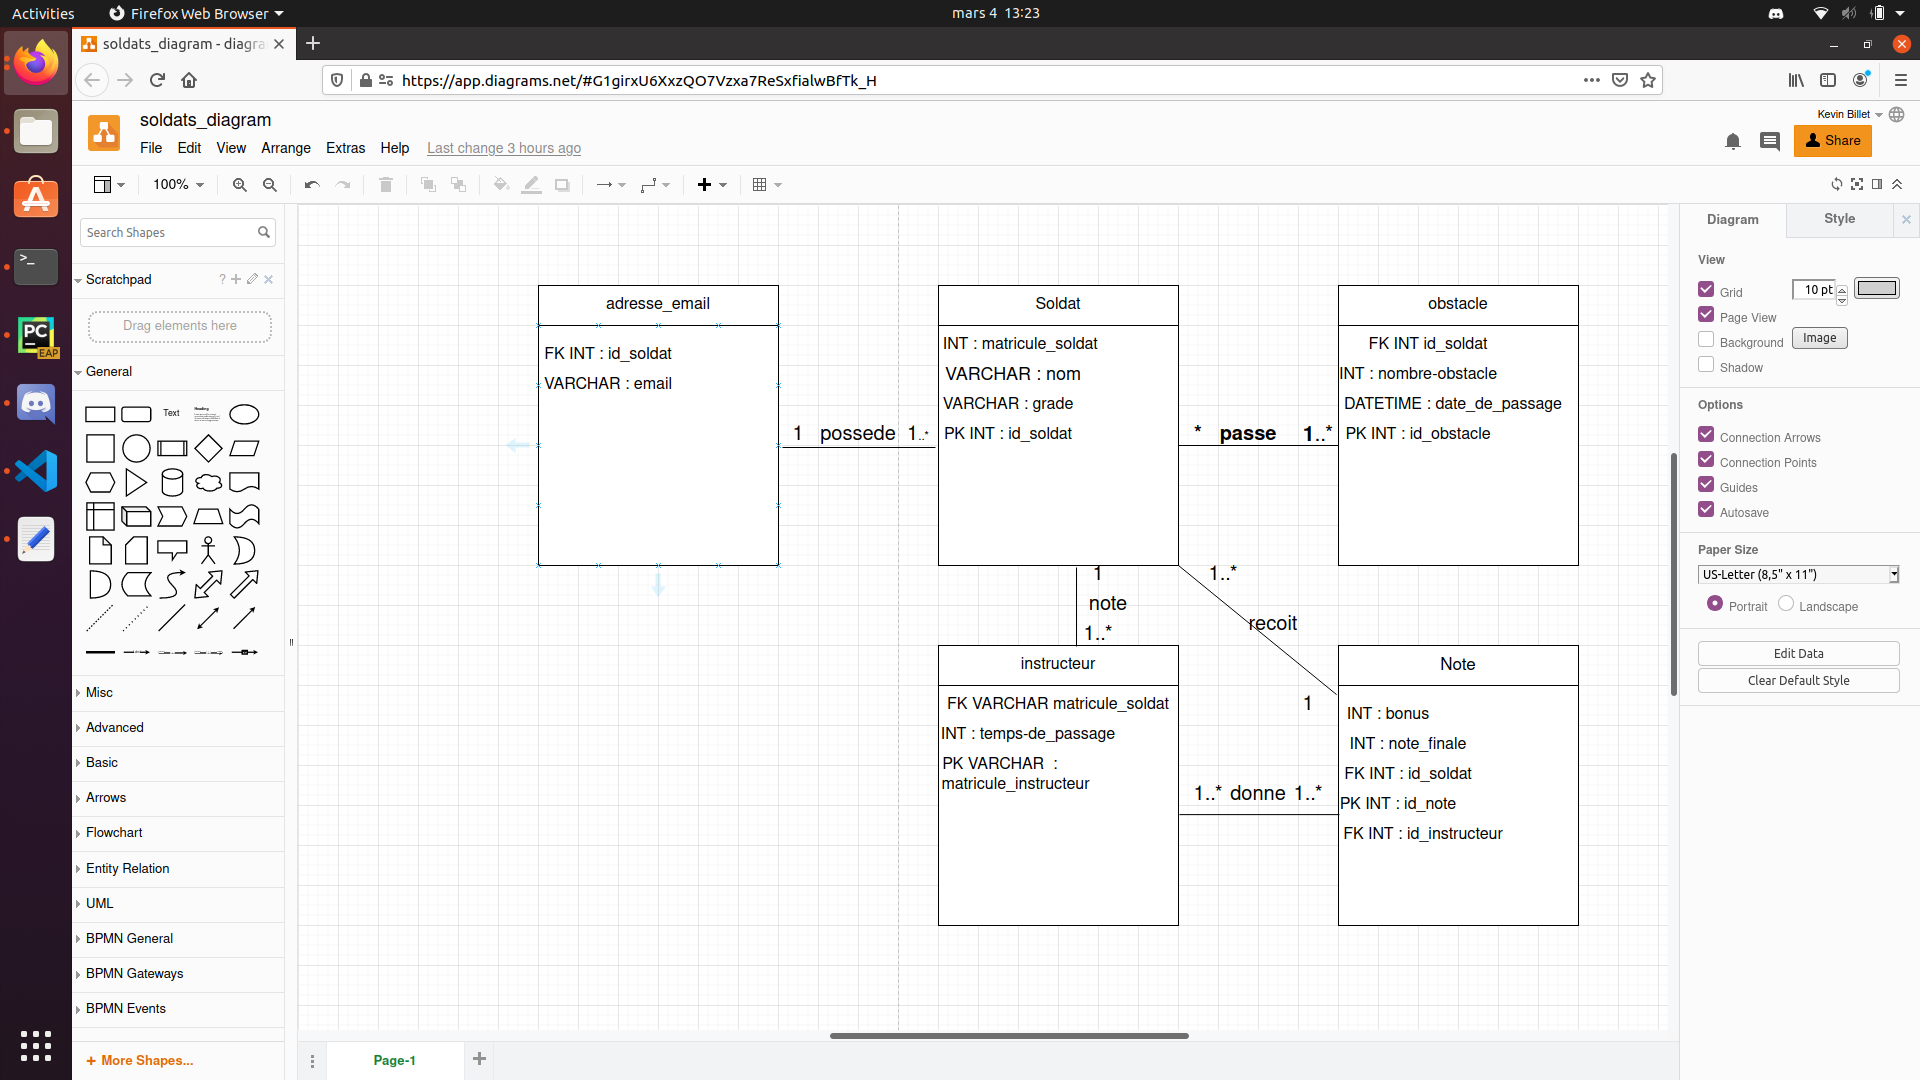 Activities
Firefox Web Browser
mars 4 13:23
soldats_diagram - diagra
https://app.diagrams.net/#G1girxU6XxzQO7Vzxa7ReSxfialwBfTk_H
soldats_diagram
File Edit View Arrange Extras Help Last change 3 hours ago
Kevin Billet
Share
100%
Search Shapes
Scratchpad
?
Drag elements here
General
Text
Heading
Misc
Advanced
Basic
Arrows
Flowchart
Entity Relation
UML
BPMN General
BPMN Gateways
BPMN Events
+ More Shapes...
PC
EAP
>_
adresse_email
FK INT : id_soldat
VARCHAR : email
1 possede 1..*
Soldat
INT : matricule_soldat
VARCHAR : nom
VARCHAR : grade
PK INT : id_soldat
* passe 1..*
obstacle
FK INT id_soldat
INT : nombre-obstacle
DATETIME : date_de_passage
PK INT : id_obstacle
1
note
1..*
1..*
recoit
1
instructeur
FK VARCHAR matricule_soldat
INT : temps-de_passage
PK VARCHAR :
matricule_instructeur
1..* donne 1..*
Note
INT : bonus
INT : note_finale
FK INT : id_soldat
PK INT : id_note
FK INT : id_instructeur
Page-1
Diagram
Style
View
Grid
10 pt
Page View
Background
Image
Shadow
Options
Connection Arrows
Connection Points
Guides
Autosave
Paper Size
US-Letter (8,5" x 11")
Portrait
Landscape
Edit Data
Clear Default Style